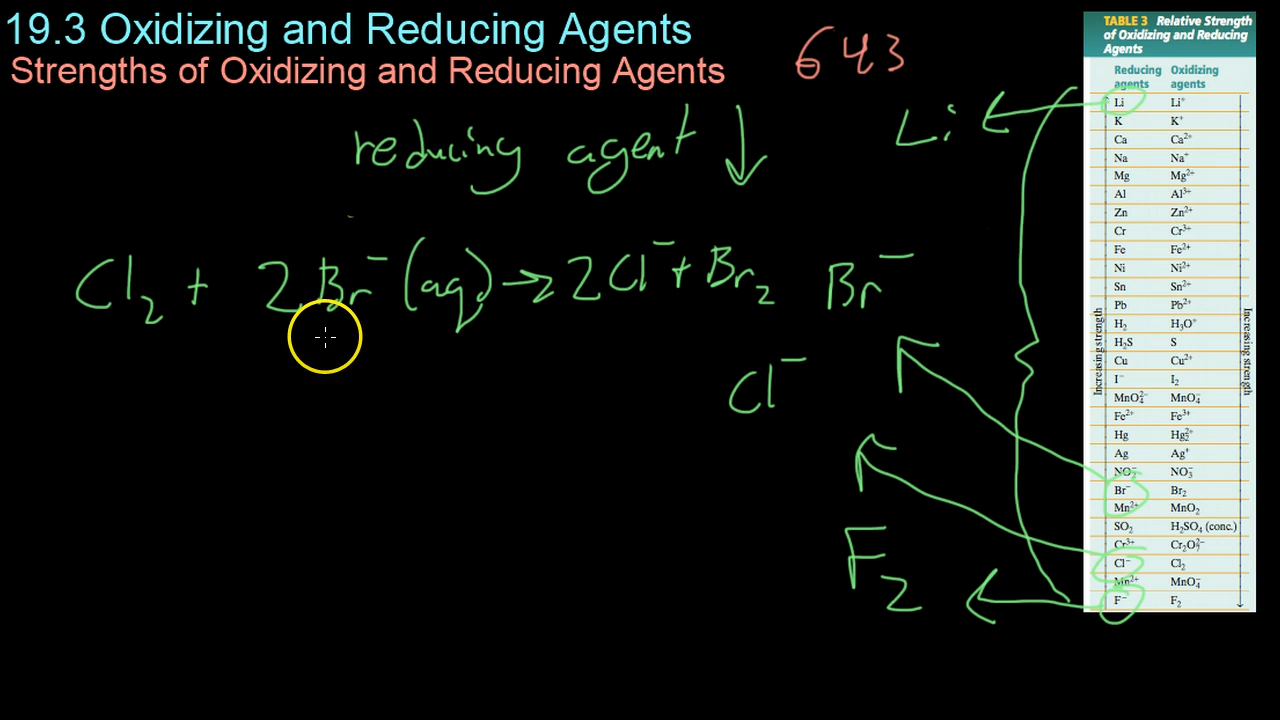 19.3 Oxidizing and Reducing Agents
Strengths of Oxidizing and Reducing Agents
643
reducing agent ↓
Li ←
Cl₂ + 2Br⁻(aq) → 2Cl⁻ + Br₂
Br⁻
Cl⁻
F₂ ←
TABLE 3 Relative Strength
of Oxidizing and Reducing
Agents
Reducing agents Oxidizing agents
Li Li⁺
K K⁺
Ca Ca²⁺
Na Na⁺
Mg Mg²⁺
Al Al³⁺
Zn Zn²⁺
Cr Cr³⁺
Fe Fe²⁺
Ni Ni²⁺
Sn Sn²⁺
Pb Pb²⁺
H₂ H₃O⁺
H₂S S
Cu Cu²⁺
I⁻ I₂
MnO₄²⁻ MnO₄⁻
Fe²⁺ Fe³⁺
Hg Hg₂²⁺
Ag Ag⁺
NO₂⁻ NO₃⁻
Br⁻ Br₂
Mn²⁺ MnO₂
SO₂ H₂SO₄ (conc.)
Cr³⁺ Cr₂O₇²⁻
Cl⁻ Cl₂
Mn²⁺ MnO₄⁻
F⁻ F₂
Increasing strength
Increasing strength